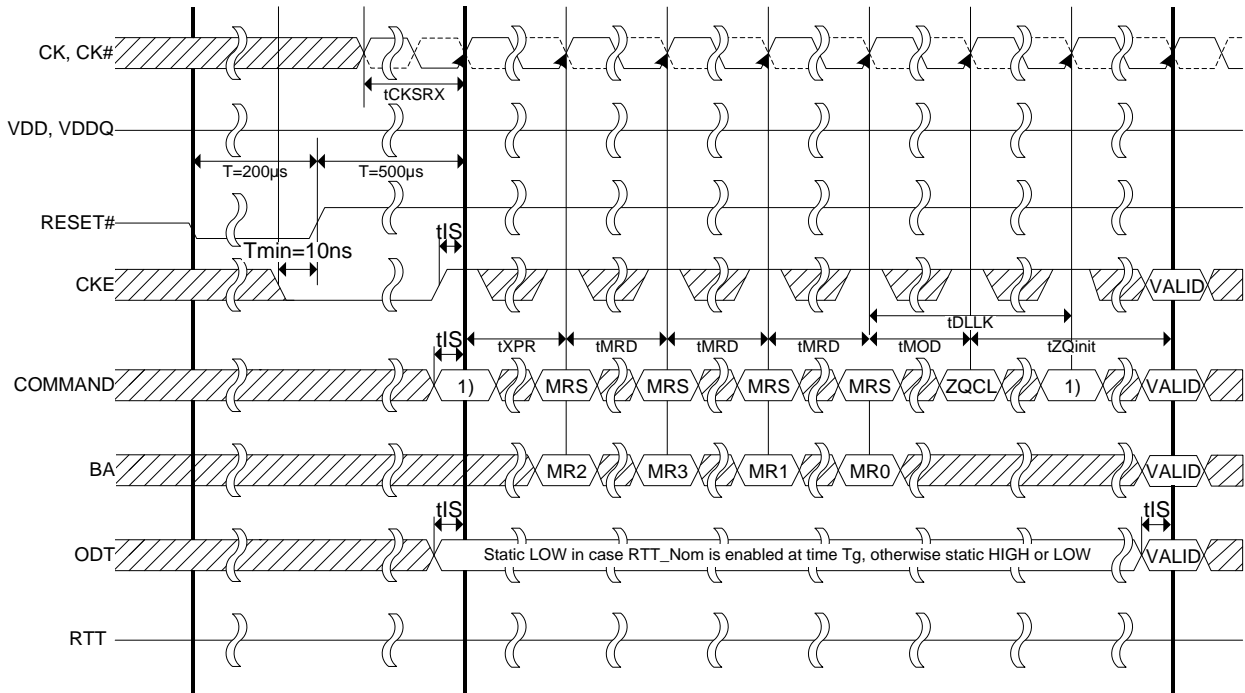 CK, CK#
tCKSRX
VDD, VDDQ
T=200µs
T=500µs
RESET#
tIS
Tmin=10ns
CKE
VALID
tDLLK
tIS
tXPR
tMRD
tMRD
tMRD
tMOD
tZQinit
COMMAND
1)
MRS
MRS
MRS
MRS
ZQCL
1)
VALID
BA
MR2
MR3
MR1
MR0
VALID
tIS
tIS
ODT
Static LOW in case RTT_Nom is enabled at time Tg, otherwise static HIGH or LOW
VALID
RTT